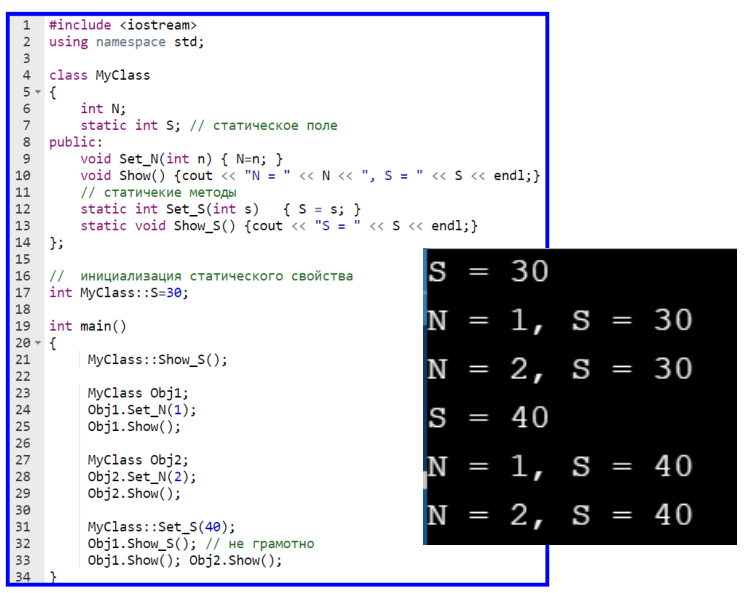 1 #include <iostream>
2 using namespace std;
3
4 class MyClass
5 {
6 int N;
7 static int S; // статическое поле
8 public:
9 void Set_N(int n) { N=n; }
10 void Show() {cout << "N = " << N << ", S = " << S << endl;}
11 // статичекие методы
12 static int Set_S(int s) { S = s; }
13 static void Show_S() {cout << "S = " << S << endl;}
14 };
15
16 // инициализация статического свойства
17 int MyClass::S=30;
18
19 int main()
20 {
21 MyClass::Show_S();
22
23 MyClass Obj1;
24 Obj1.Set_N(1);
25 Obj1.Show();
26
27 MyClass Obj2;
28 Obj2.Set_N(2);
29 Obj2.Show();
30
31 MyClass::Set_S(40);
32 Obj1.Show_S(); // не грамотно
33 Obj1.Show(); Obj2.Show();
34 }
S = 30
N = 1, S = 30
N = 2, S = 30
S = 40
N = 1, S = 40
N = 2, S = 40